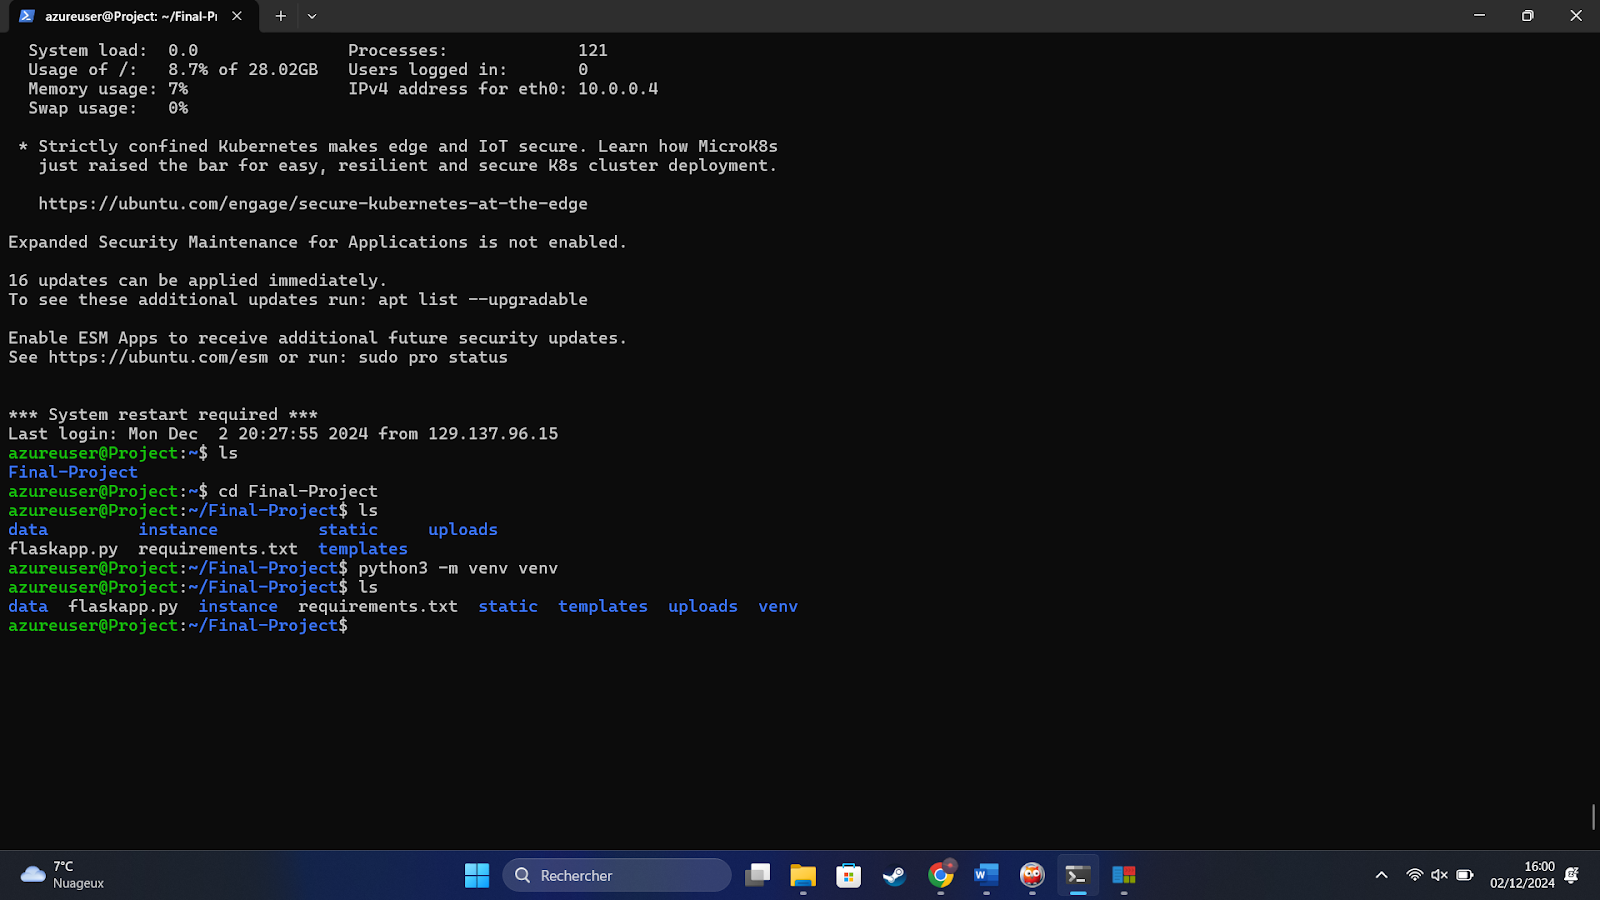 azureuser@Project: ~/Final-Pr
System load: 0.0 Processes: 121
Usage of /: 8.7% of 28.02GB Users logged in: 0
Memory usage: 7% IPv4 address for eth0: 10.0.0.4
Swap usage: 0%
* Strictly confined Kubernetes makes edge and IoT secure. Learn how MicroK8s
just raised the bar for easy, resilient and secure K8s cluster deployment.
https://ubuntu.com/engage/secure-kubernetes-at-the-edge
Expanded Security Maintenance for Applications is not enabled.
16 updates can be applied immediately.
To see these additional updates run: apt list --upgradable
Enable ESM Apps to receive additional future security updates.
See https://ubuntu.com/esm or run: sudo pro status
*** System restart required ***
Last login: Mon Dec  2 20:27:55 2024 from 129.137.96.15
azureuser@Project:~$ ls
Final-Project
azureuser@Project:~$ cd Final-Project
azureuser@Project:~/Final-Project$ ls
data instance static uploads
flaskapp.py requirements.txt templates
azureuser@Project:~/Final-Project$ python3 -m venv venv
azureuser@Project:~/Final-Project$ ls
data flaskapp.py instance requirements.txt static templates uploads venv
azureuser@Project:~/Final-Project$
7°C
Nuageux
Rechercher
16:00
02/12/2024